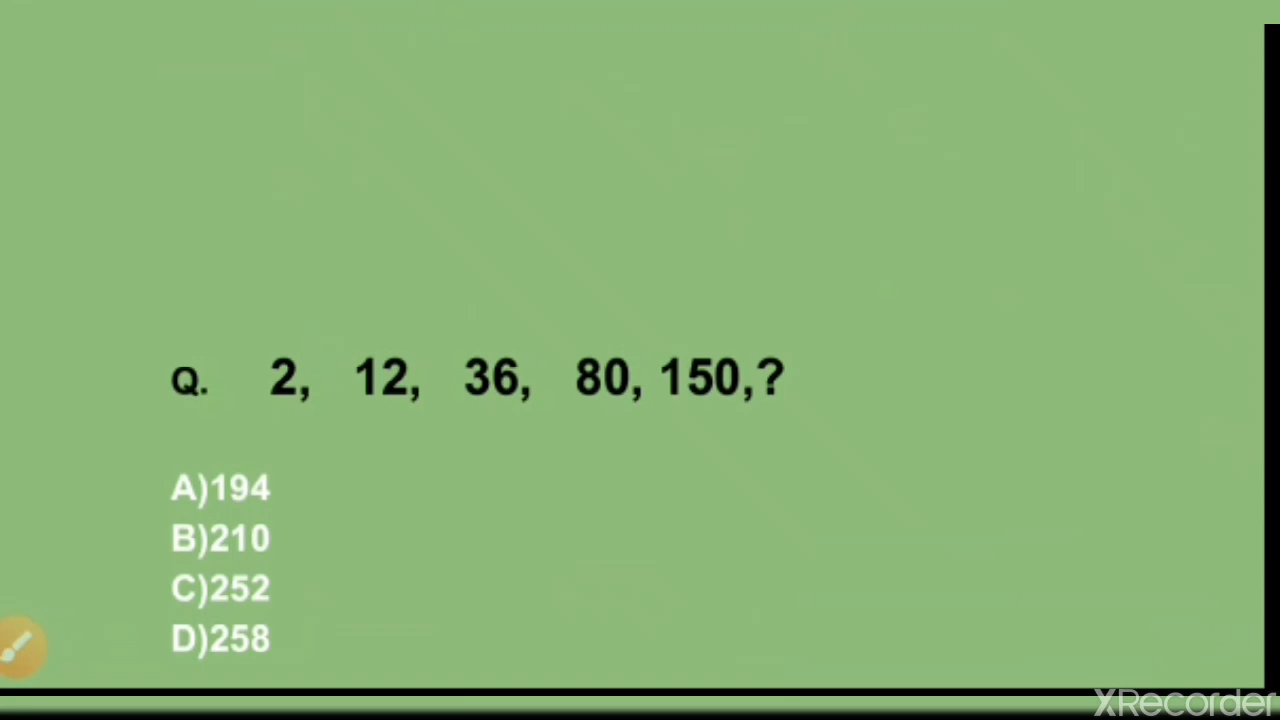 Q. 2, 12, 36, 80, 150,?
A)194
B)210
C)252
D)258
XRecorder